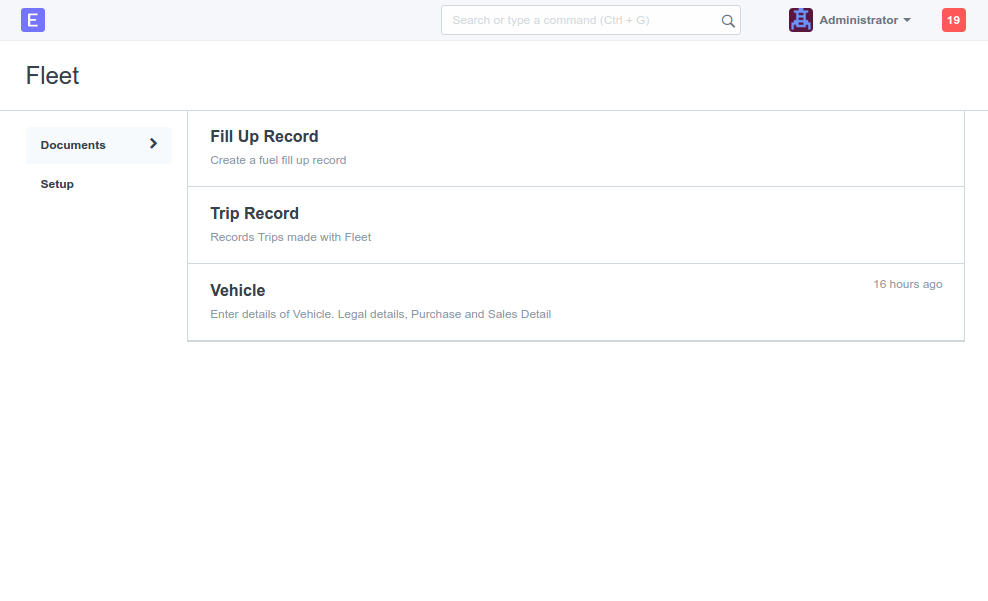 E
Search or type a command (Ctrl + G)
Administrator
19
Fleet
Documents
Setup
Fill Up Record
Create a fuel fill up record
Trip Record
Records Trips made with Fleet
Vehicle
16 hours ago
Enter details of Vehicle. Legal details, Purchase and Sales Detail